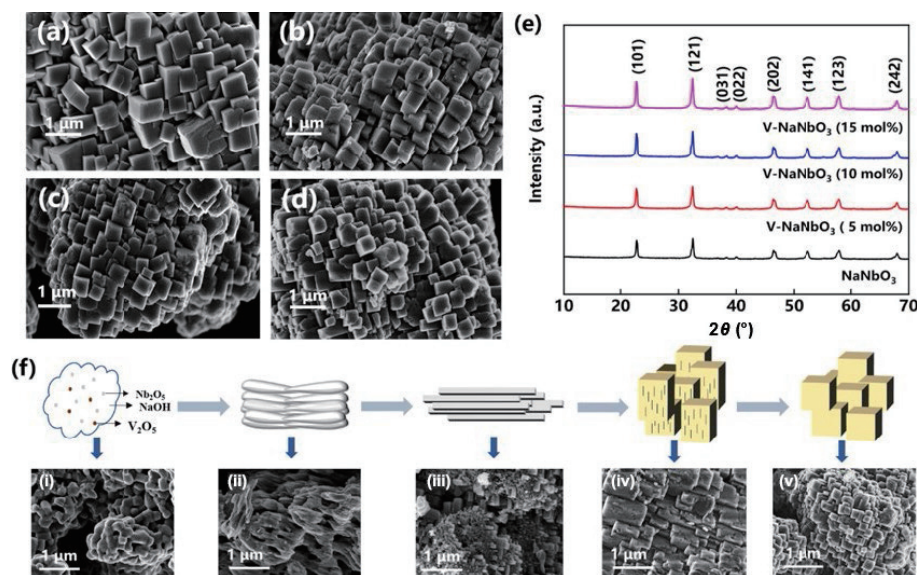 (a)
1 μm
(b)
1 μm
(c)
1 μm
(d)
1 μm
(e)
Intensity (a.u.)
(101)
(121)
(031)
(022)
(202)
(141)
(123)
(242)
V-NaNbO₃ (15 mol%)
V-NaNbO₃ (10 mol%)
V-NaNbO₃ ( 5 mol%)
NaNbO₃
10 20 30 40 50 60 70
2θ (°)
(f)
Nb₂O₅
NaOH
V₂O₅
(i)
1 μm
(ii)
1 μm
(iii)
1 μm
(iv)
1 μm
(v)
1 μm